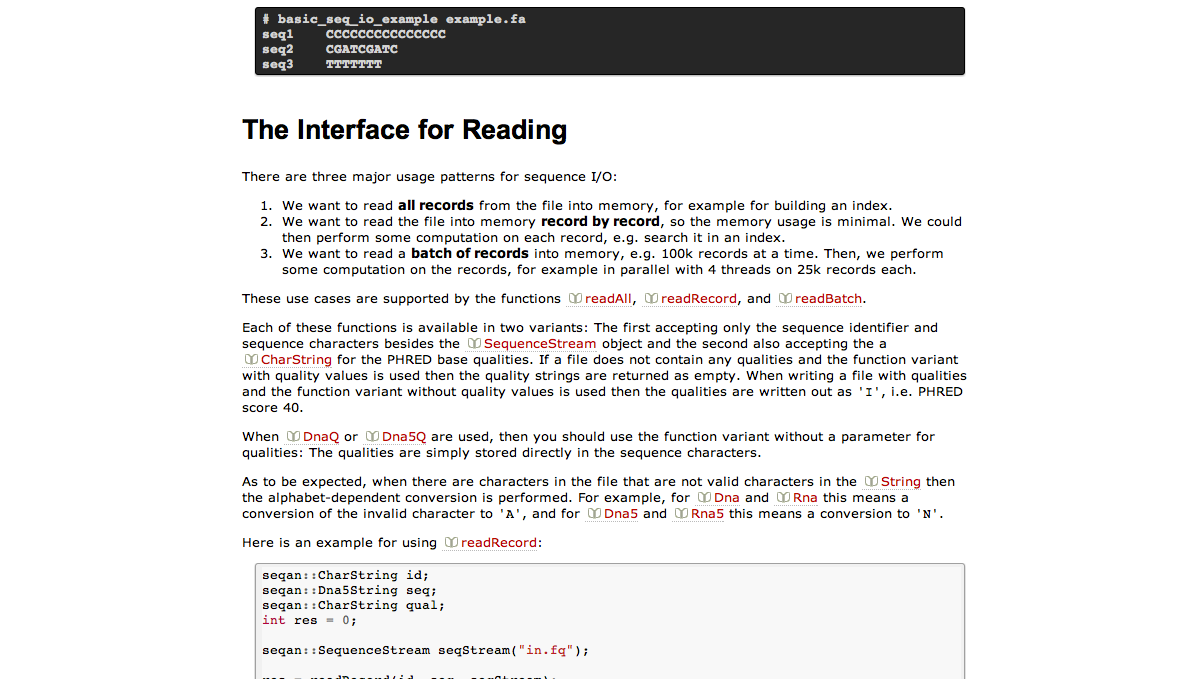 # basic_seq_io_example example.fa
seq1    CCCCCCCCCCCCCCC
seq2    CGATCGATC
seq3    TTTTTTT
The Interface for Reading
There are three major usage patterns for sequence I/O:
1. We want to read all records from the file into memory, for example for building an index.
2. We want to read the file into memory record by record, so the memory usage is minimal. We could
then perform some computation on each record, e.g. search it in an index.
3. We want to read a batch of records into memory, e.g. 100k records at a time. Then, we perform
some computation on the records, for example in parallel with 4 threads on 25k records each.
These use cases are supported by the functions readAll, readRecord, and readBatch.
Each of these functions is available in two variants: The first accepting only the sequence identifier and
sequence characters besides the SequenceStream object and the second also accepting the a
CharString for the PHRED base qualities. If a file does not contain any qualities and the function variant
with quality values is used then the quality strings are returned as empty. When writing a file with qualities
and the function variant without quality values is used then the qualities are written out as 'I', i.e. PHRED
score 40.
When DnaQ or Dna5Q are used, then you should use the function variant without a parameter for
qualities: The qualities are simply stored directly in the sequence characters.
As to be expected, when there are characters in the file that are not valid characters in the String then
the alphabet-dependent conversion is performed. For example, for Dna and Rna this means a
conversion of the invalid character to 'A', and for Dna5 and Rna5 this means a conversion to 'N'.
Here is an example for using readRecord:
seqan::CharString id;
seqan::Dna5String seq;
seqan::CharString qual;
int res = 0;
seqan::SequenceStream seqStream("in.fq");